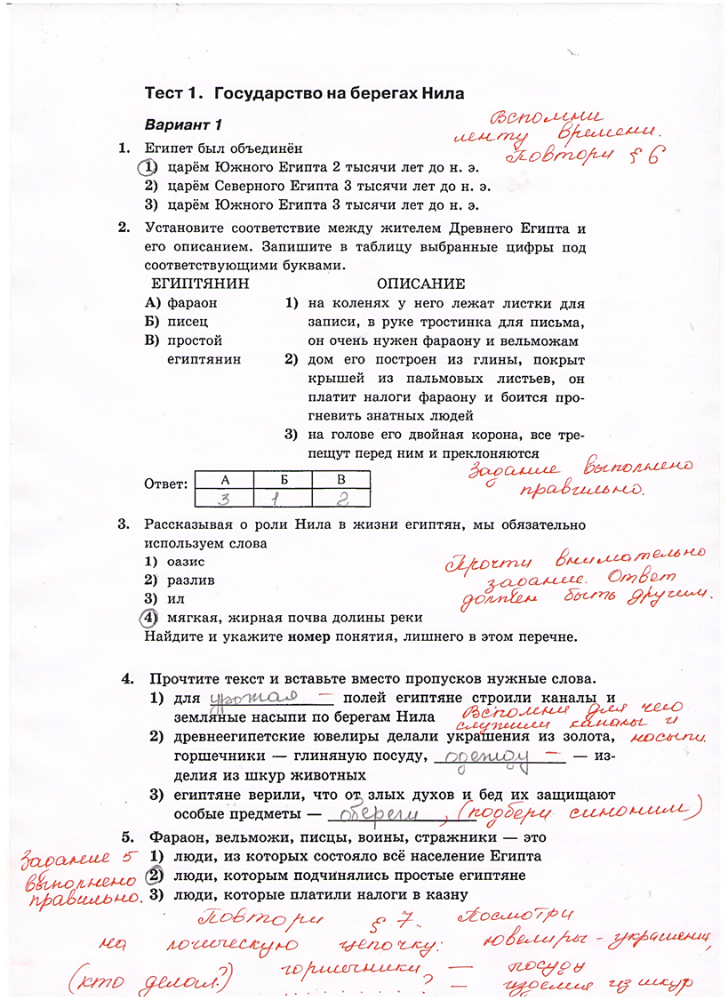 Тест 1. Государство на берегах Нила
Вариант 1
Вспомни
ленту времени.
Повтори § 6
1. Египет был объединён
1) царём Южного Египта 2 тысячи лет до н. э.
2) царём Северного Египта 3 тысячи лет до н. э.
3) царём Южного Египта 3 тысячи лет до н. э.
2. Установите соответствие между жителем Древнего Египта и
его описанием. Запишите в таблицу выбранные цифры под
соответствующими буквами.
ЕГИПТЯНИН
А) фараон
Б) писец
В) простой
египтянин
ОПИСАНИЕ
1) на коленях у него лежат листки для
записи, в руке тростинка для письма,
он очень нужен фараону и вельможам
2) дом его построен из глины, покрыт
крышей из пальмовых листьев, он
платит налоги фараону и боится про-
гневить знатных людей
3) на голове его двойная корона, все тре-
пещут перед ним и преклоняются
Задание выполнено
правильно.
Ответ: А Б В
3 1 2
3. Рассказывая о роли Нила в жизни египтян, мы обязательно
используем слова
1) оазис
2) разлив
3) ил
4) мягкая, жирная почва долины реки
Прочти внимательно
задание. Ответ
должен быть другим.
Найдите и укажите номер понятия, лишнего в этом перечне.
4. Прочтите текст и вставьте вместо пропусков нужные слова.
1) для урожая – полей египтяне строили каналы и
земляные насыпи по берегам Нила
Вспомни для чего
служили каналы и
насыпи.
2) древнеегипетские ювелиры делали украшения из золота,
горшечники — глиняную посуду, одежду – — из-
делия из шкур животных
3) египтяне верили, что от злых духов и бед их защищают
особые предметы — обереги , (подбери синоним)
5. Фараон, вельможи, писцы, воины, стражники — это
1) люди, из которых состояло всё население Египта
2) люди, которым подчинялись простые египтяне
3) люди, которые платили налоги в казну
Задание 5
выполнено
правильно.
Повтори § 7. Посмотри
на логическую цепочку: ювелиры - украшения,
(кто делал?) горшечники — посуду
. . . . . . . . ? — изделия из шкур